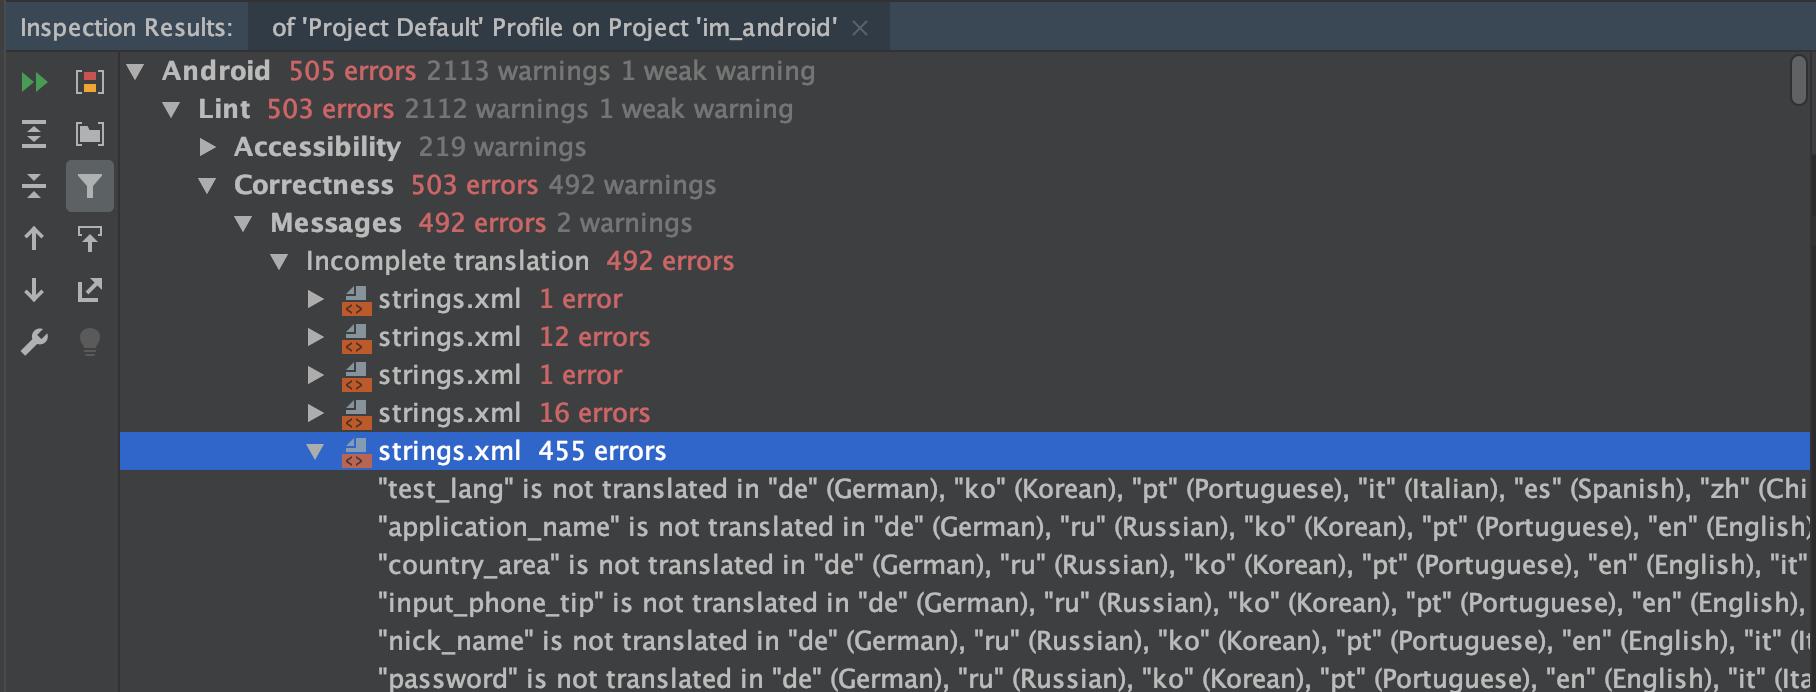 Inspection Results: of 'Project Default' Profile on Project 'im_android'
Android 505 errors 2113 warnings 1 weak warning
Lint 503 errors 2112 warnings 1 weak warning
Accessibility 219 warnings
Correctness 503 errors 492 warnings
Messages 492 errors 2 warnings
Incomplete translation 492 errors
strings.xml 1 error
strings.xml 12 errors
strings.xml 1 error
strings.xml 16 errors
strings.xml 455 errors
"test_lang" is not translated in "de" (German), "ko" (Korean), "pt" (Portuguese), "it" (Italian), "es" (Spanish), "zh" (Chi
"application_name" is not translated in "de" (German), "ru" (Russian), "ko" (Korean), "pt" (Portuguese), "en" (English)
"country_area" is not translated in "de" (German), "ru" (Russian), "ko" (Korean), "pt" (Portuguese), "en" (English), "it"
"input_phone_tip" is not translated in "de" (German), "ru" (Russian), "ko" (Korean), "pt" (Portuguese), "en" (English),
"nick_name" is not translated in "de" (German), "ru" (Russian), "ko" (Korean), "pt" (Portuguese), "en" (English), "it" (It
"password" is not translated in "de" (German), "ru" (Russian), "ko" (Korean), "pt" (Portuguese), "en" (English), "it" (Ita